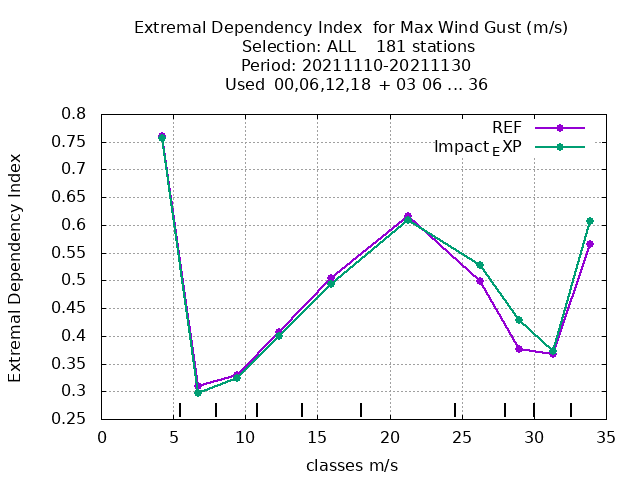 Extremal Dependency Index  for Max Wind Gust (m/s)
Selection: ALL    181 stations
Period: 20211110-20211130
Used  00,06,12,18  + 03 06 ... 36
REF
Impact_EXP
Extremal Dependency Index
0.8
0.75
0.7
0.65
0.6
0.55
0.5
0.45
0.4
0.35
0.3
0.25
0 5 10 15 20 25 30 35
classes m/s